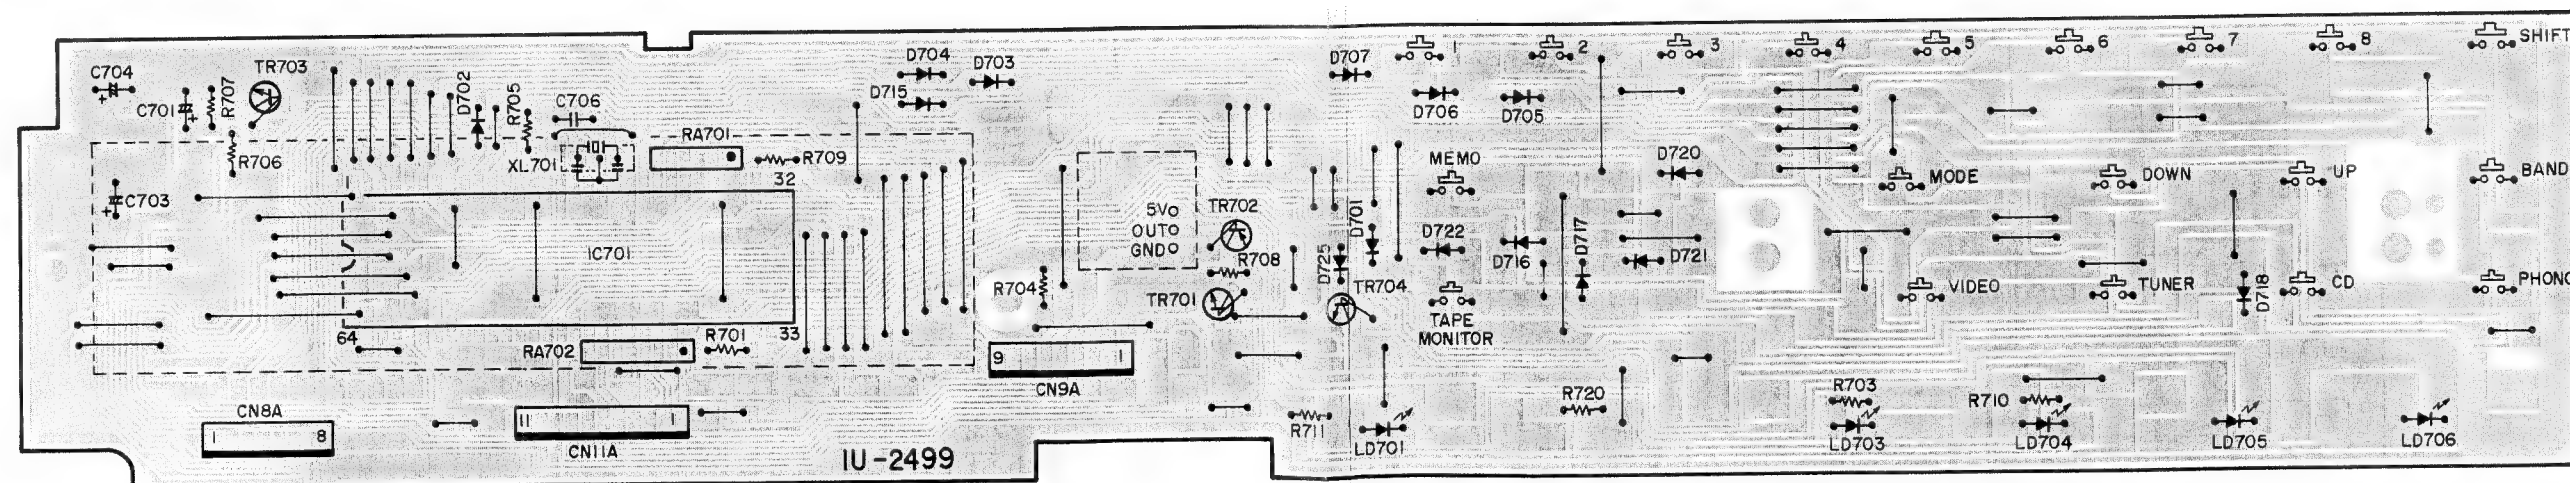 1 2 3 4 5 6 7 8 SHIFT
C704 TR703 D704 D703 D707
C701 R707 D702 R705 C706 D715 D706 D705
R706 XL701 RA701 R709 MEMO D720
32
C703 MODE DOWN UP BAND
5V TR702 D701
OUT
GND
IC701 R708 D725 D722 D716 D717 D721
R704 TR701 TR704 VIDEO TUNER D718 CD PHONO
TAPE
MONITOR
64 RA702 R701 33
9 1
CN9A
R720 R703 R710
CN8A
1 8
11 1
CN11A
R711 LD701 LD703 LD704 LD705 LD706
IU-2499